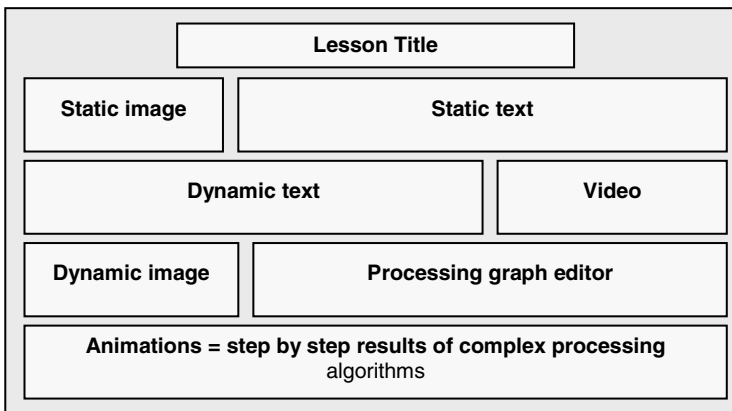 Lesson Title
Static image
Static text
Dynamic text
Video
Dynamic image
Processing graph editor
Animations = step by step results of complex processing
algorithms